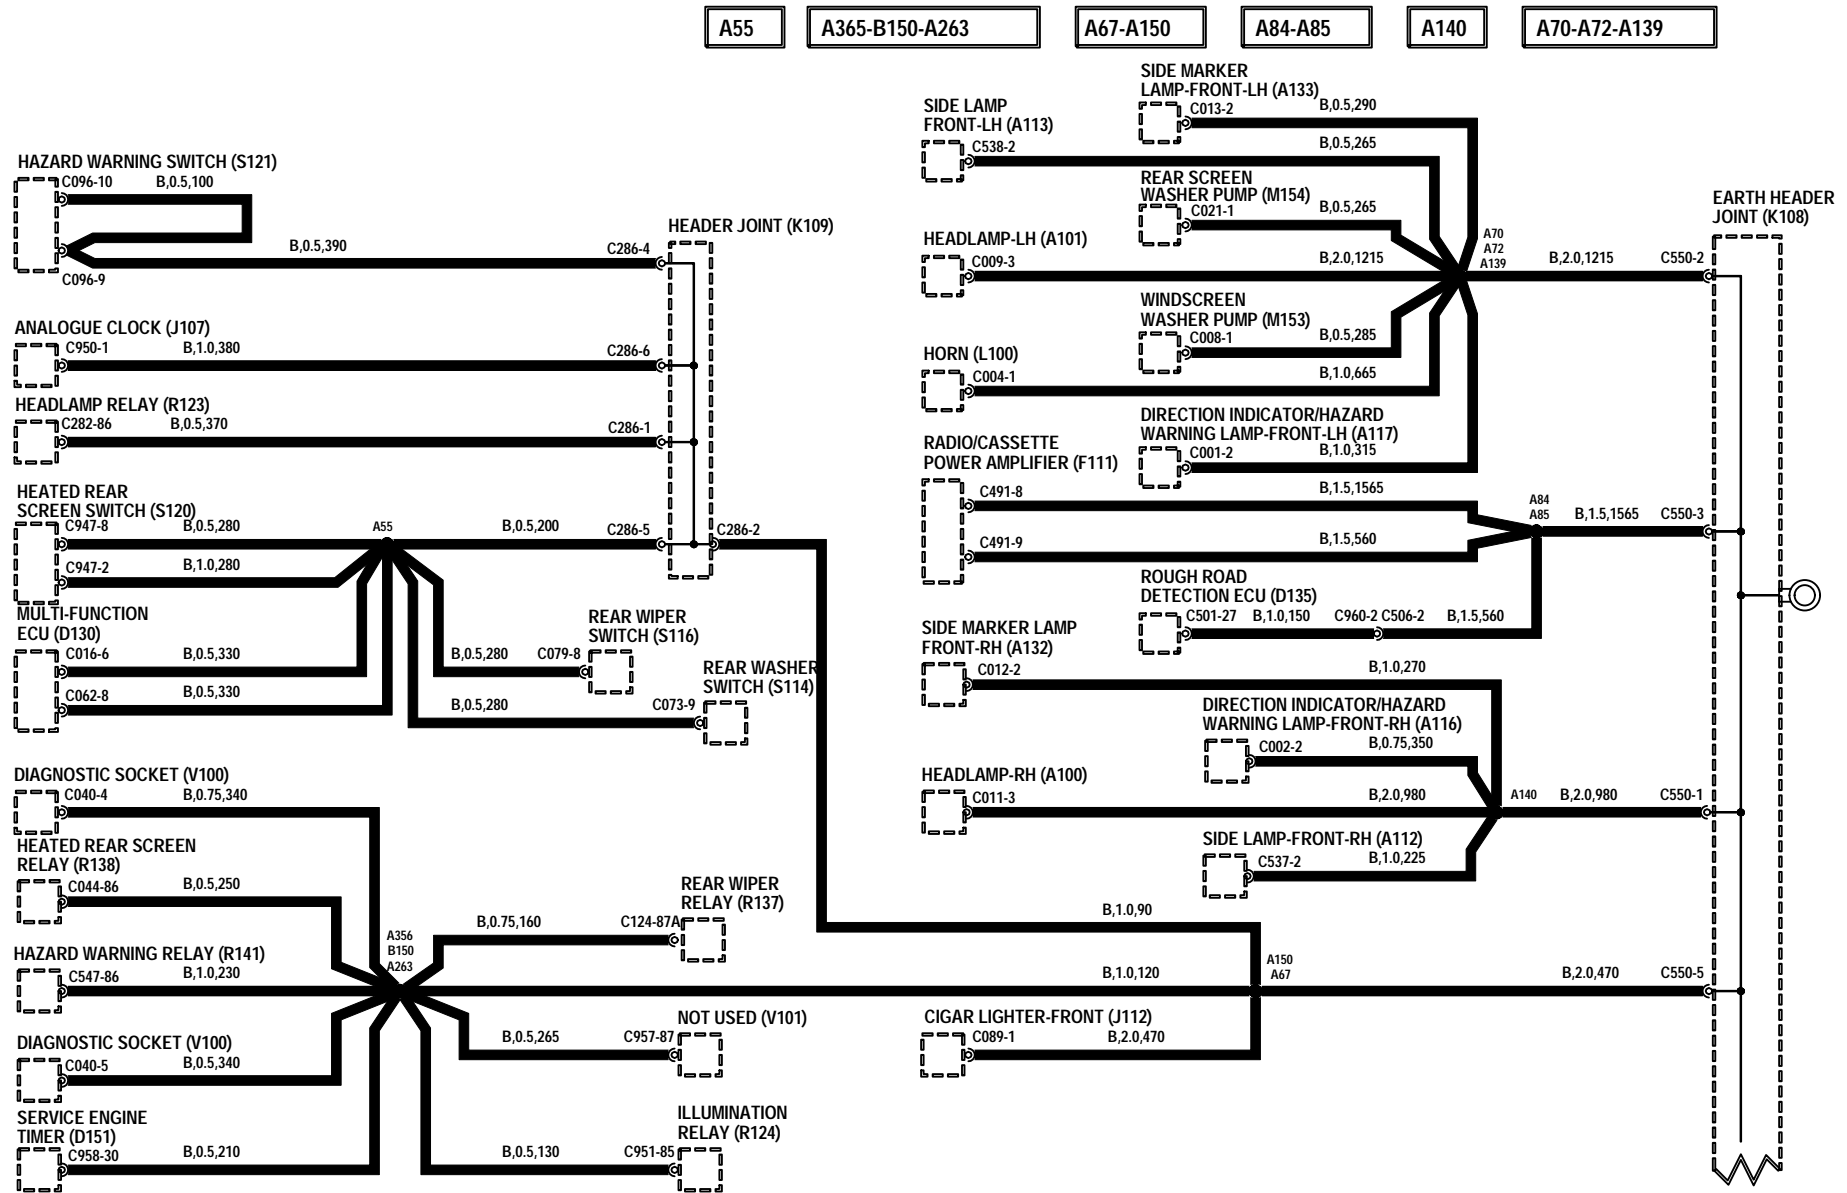 A55
A365-B150-A263
A67-A150
A84-A85
A140
A70-A72-A139
HAZARD WARNING SWITCH (S121)
C096-10
B,0.5,100
B,0.5,390
C286-4
C096-9
HEADER JOINT (K109)
ANALOGUE CLOCK (J107)
C950-1
B,1.0,380
C286-6
HEADLAMP RELAY (R123)
C282-86
B,0.5,370
C286-1
HEATED REAR
SCREEN SWITCH (S120)
C947-8
B,0.5,280
A55
B,0.5,200
C286-5
C286-2
C947-2
B,1.0,280
MULTI-FUNCTION
ECU (D130)
C016-6
B,0.5,330
C062-8
B,0.5,330
REAR WIPER
SWITCH (S116)
B,0.5,280
C079-8
REAR WASHER
SWITCH (S114)
B,0.5,280
C073-9
DIAGNOSTIC SOCKET (V100)
C040-4
B,0.75,340
HEATED REAR SCREEN
RELAY (R138)
C044-86
B,0.5,250
REAR WIPER
RELAY (R137)
B,0.75,160
C124-87A
A356
B150
A263
HAZARD WARNING RELAY (R141)
C547-86
B,1.0,230
DIAGNOSTIC SOCKET (V100)
C040-5
B,0.5,340
NOT USED (V101)
B,0.5,265
C957-87
SERVICE ENGINE
TIMER (D151)
C958-30
B,0.5,210
ILLUMINATION
RELAY (R124)
B,0.5,130
C951-85
SIDE MARKER
LAMP-FRONT-LH (A133)
C013-2
B,0.5,290
SIDE LAMP
FRONT-LH (A113)
C538-2
B,0.5,265
REAR SCREEN
WASHER PUMP (M154)
C021-1
B,0.5,265
HEADLAMP-LH (A101)
C009-3
B,2.0,1215
A70
A72
A139
B,2.0,1215
C550-2
EARTH HEADER
JOINT (K108)
WINDSCREEN
WASHER PUMP (M153)
C008-1
B,0.5,285
HORN (L100)
C004-1
B,1.0,665
DIRECTION INDICATOR/HAZARD
WARNING LAMP-FRONT-LH (A117)
C001-2
B,1.0,315
RADIO/CASSETTE
POWER AMPLIFIER (F111)
C491-8
B,1.5,1565
A84
A85
B,1.5,1565
C550-3
C491-9
B,1.5,560
ROUGH ROAD
DETECTION ECU (D135)
C501-27
B,1.0,150
C960-2
C506-2
B,1.5,560
SIDE MARKER LAMP
FRONT-RH (A132)
C012-2
B,1.0,270
DIRECTION INDICATOR/HAZARD
WARNING LAMP-FRONT-RH (A116)
C002-2
B,0.75,350
HEADLAMP-RH (A100)
C011-3
B,2.0,980
A140
B,2.0,980
C550-1
SIDE LAMP-FRONT-RH (A112)
C537-2
B,1.0,225
B,1.0,90
B,1.0,120
A150
A67
B,2.0,470
C550-5
CIGAR LIGHTER-FRONT (J112)
C089-1
B,2.0,470